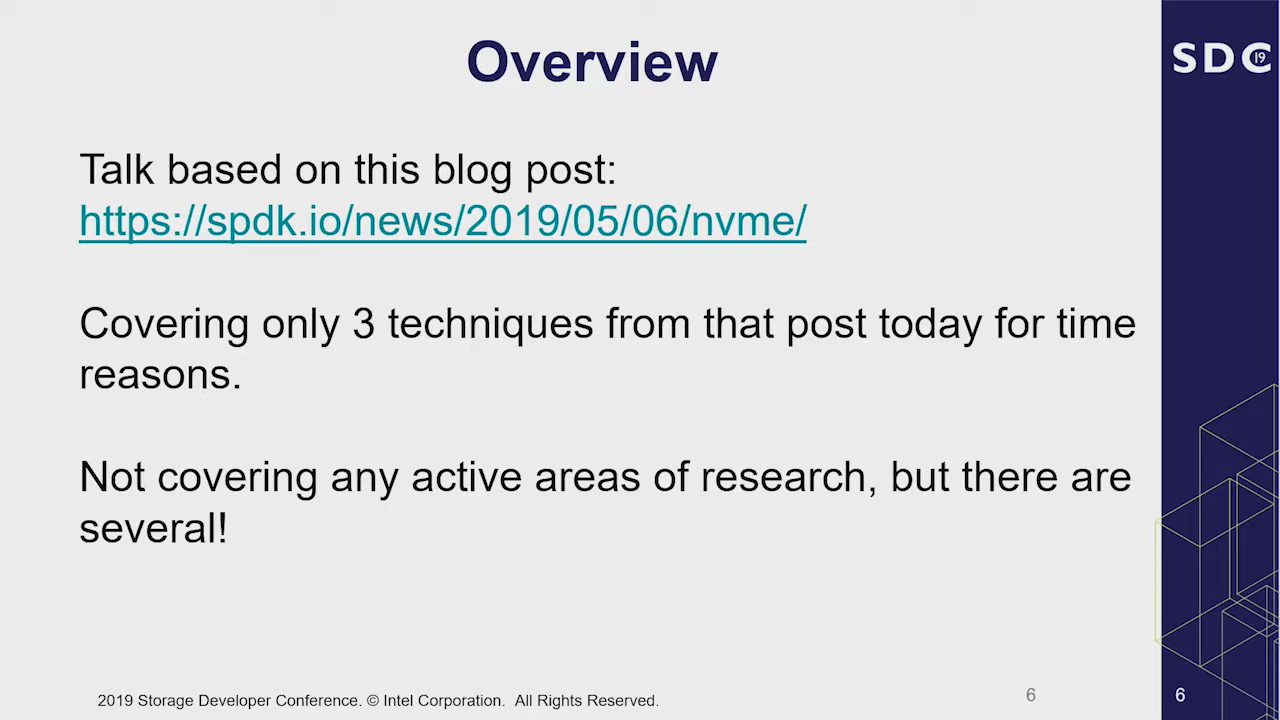 Overview
SDC 19
Talk based on this blog post:
https://spdk.io/news/2019/05/06/nvme/
Covering only 3 techniques from that post today for time
reasons.
Not covering any active areas of research, but there are
several!
2019 Storage Developer Conference. © Intel Corporation. All Rights Reserved.
6
6